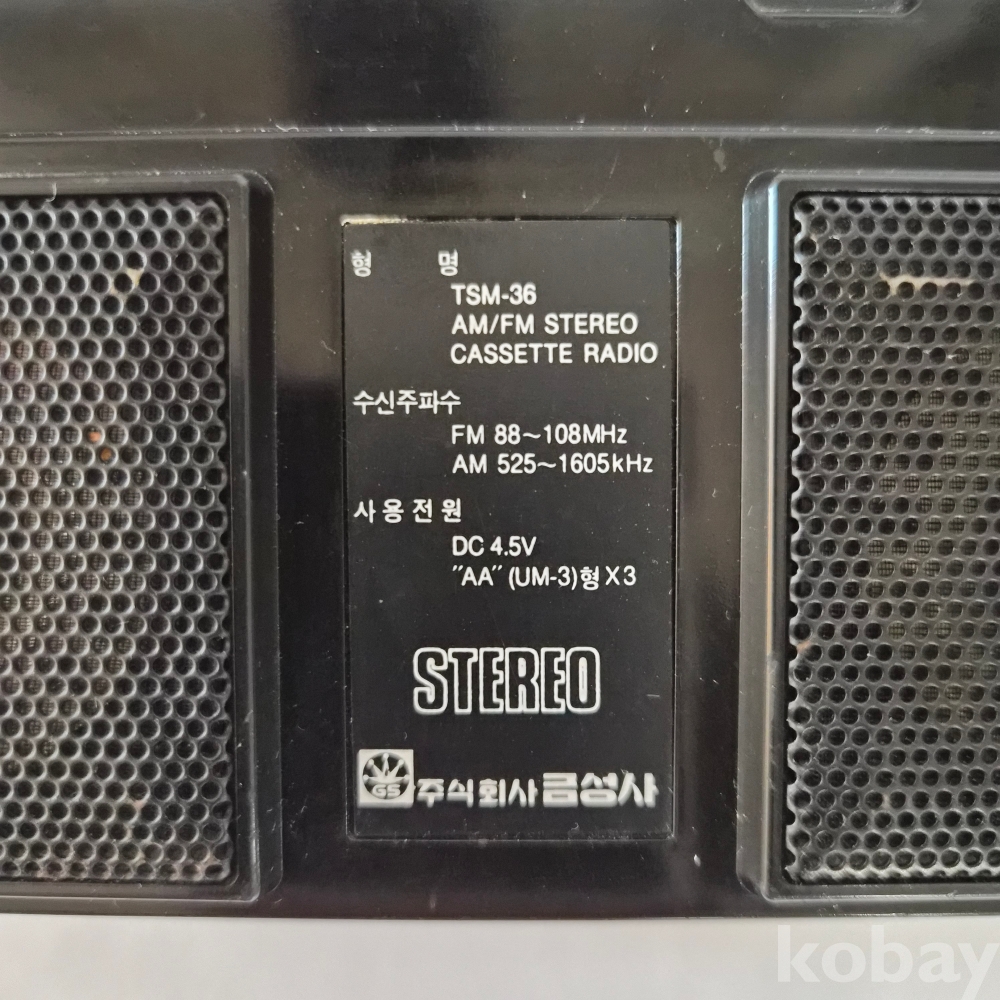 형 명
TSM-36
AM/FM STEREO
CASSETTE RADIO
수신주파수
FM 88~108MHz
AM 525~1605kHz
사용전원
DC 4.5V
"AA" (UM-3)형 X 3
STEREO
GS 주식회사 금성사
kobay